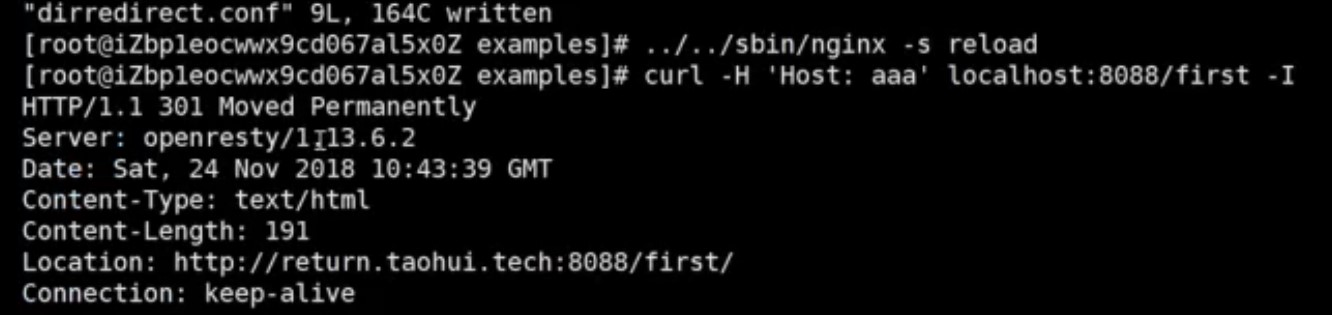 "dirredirect.conf" 9L, 164C written
[root@iZbp1eocwwx9cd067al5x0Z examples]# ../../sbin/nginx -s reload
[root@iZbp1eocwwx9cd067al5x0Z examples]# curl -H 'Host: aaa' localhost:8088/first -I
HTTP/1.1 301 Moved Permanently
Server: openresty/1.13.6.2
Date: Sat, 24 Nov 2018 10:43:39 GMT
Content-Type: text/html
Content-Length: 191
Location: http://return.taohui.tech:8088/first/
Connection: keep-alive